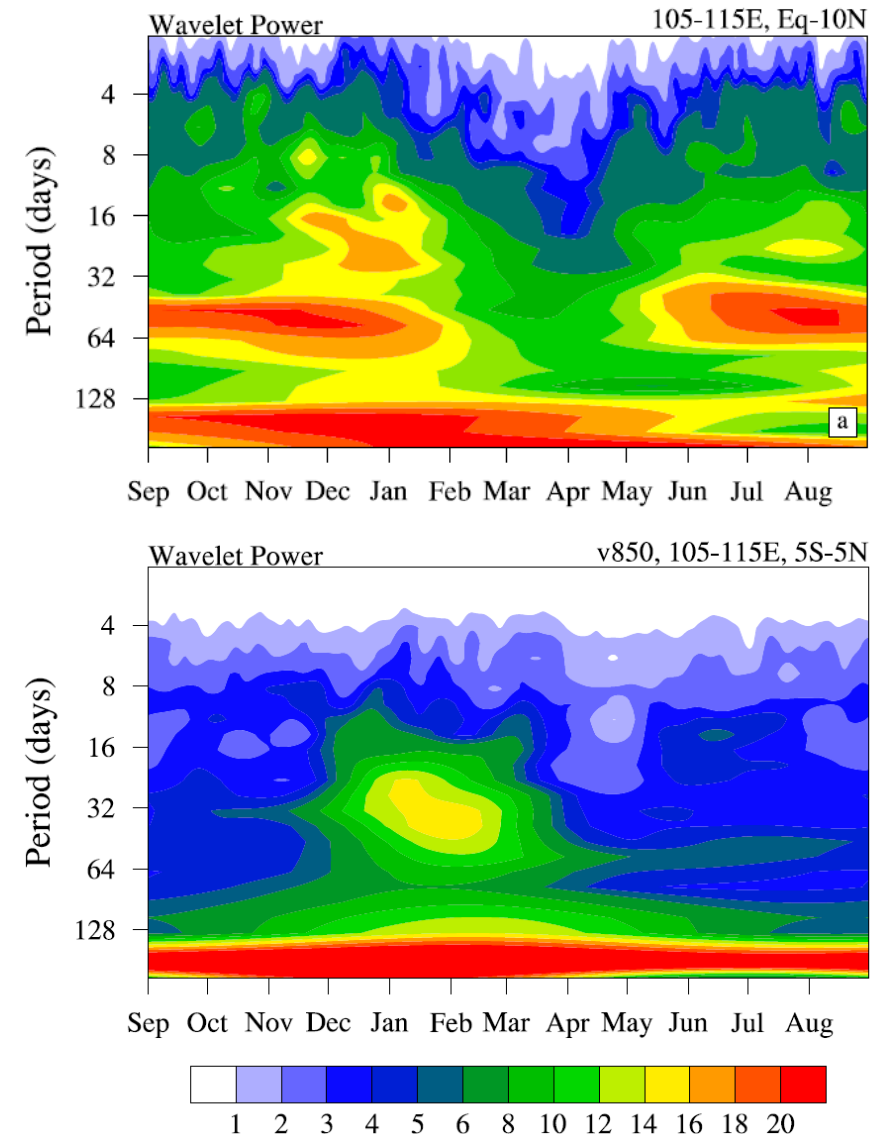 Wavelet Power 105-115E, Eq-10N
Period (days)
4
8
16
32
64
128
a
Sep Oct Nov Dec Jan Feb Mar Apr May Jun Jul Aug
Wavelet Power v850, 105-115E, 5S-5N
Period (days)
4
8
16
32
64
128
Sep Oct Nov Dec Jan Feb Mar Apr May Jun Jul Aug
1 2 3 4 5 6 8 10 12 14 16 18 20